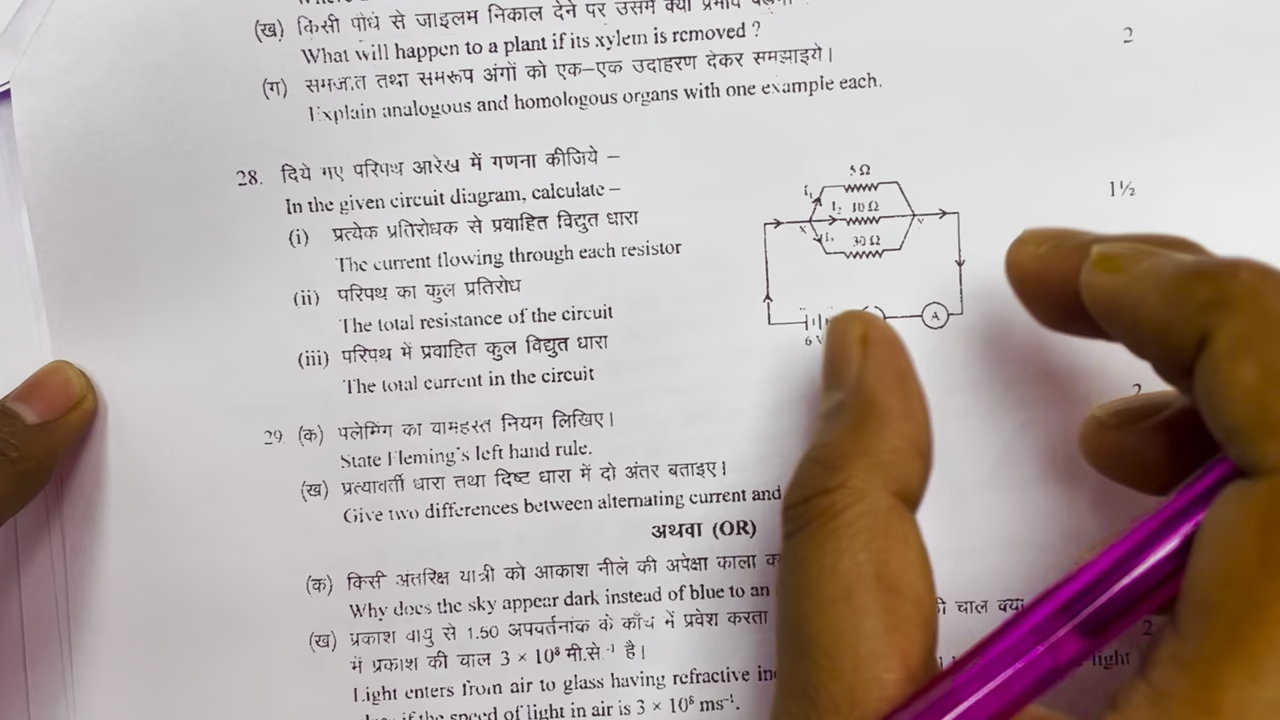 (ख) किसी पौधे से जाइलम निकाल देने पर उसमें क्या
What will happen to a plant if its xylem is removed ?
2
(ग) समजात तथा समरूप अंगों को एक–एक उदाहरण देकर समझाइये।
Explain analogous and homologous organs with one example each.
28. दिये गए परिपथ आरेख में गणना कीजिये –
1½
In the given circuit diagram, calculate –
(i) प्रत्येक प्रतिरोधक से प्रवाहित विद्युत धारा
The current flowing through each resistor
(ii) परिपथ का कुल प्रतिरोध
The total resistance of the circuit
(iii) परिपथ में प्रवाहित कुल विद्युत धारा
The total current in the circuit
5 Ω
I₂ 10 Ω
X
30 Ω
A
6 V
29. (क) फ्लेमिंग का वामहस्त नियम लिखिए।
2
State Fleming's left hand rule.
(ख) प्रत्यावर्ती धारा तथा दिष्ट धारा में दो अंतर बताइए।
Give two differences between alternating current and
अथवा (OR)
(क) किसी अंतरिक्ष यात्री को आकाश नीले की अपेक्षा काला
Why does the sky appear dark instead of blue to an
(ख) प्रकाश वायु से 1.50 अपवर्तनांक के काँच में प्रवेश करता
की चाल क्या
2
में प्रकाश की चाल 3 × 10⁸ मी.से.⁻¹ है।
Light enters from air to glass having refractive
light
if the speed of light in air is 3 × 10⁸ ms⁻¹.